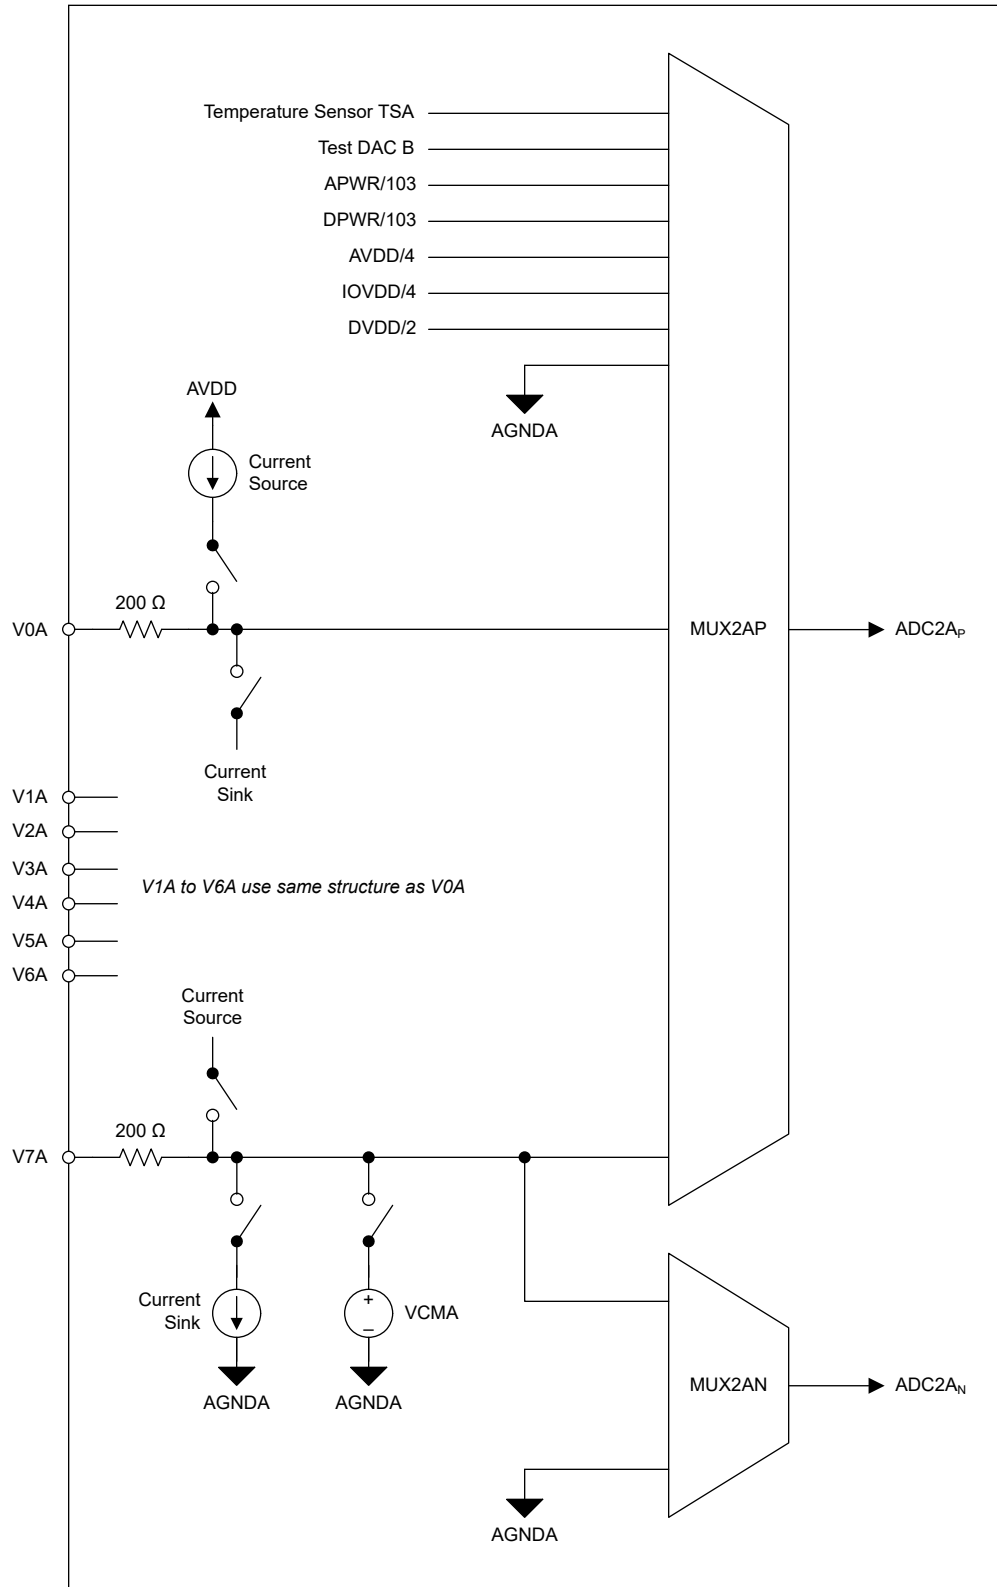 Temperature Sensor TSA
Test DAC B
APWR/103
DPWR/103
AVDD/4
IOVDD/4
DVDD/2
AVDD
AGNDA
Current
Source
200 Ω
V0A
MUX2AP
ADC2AP
Current
Sink
V1A
V2A
V3A
V1A to V6A use same structure as V0A
V4A
V5A
V6A
Current
Source
200 Ω
V7A
Current
Sink
+
–
VCMA
AGNDA
AGNDA
MUX2AN
ADC2AN
AGNDA